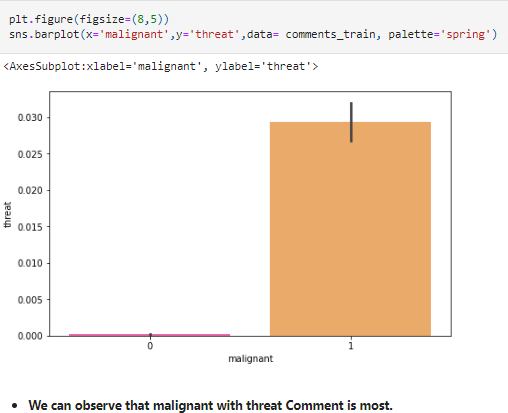 plt.figure(figsize=(8,5))
sns.barplot(x='malignant',y='threat',data= comments_train, palette='spring')
<AxesSubplot:xlabel='malignant', ylabel='threat'>
0.030
0.025
0.020
0.015
0.010
0.005
0.000
threat
0 1
malignant
• We can observe that malignant with threat Comment is most.